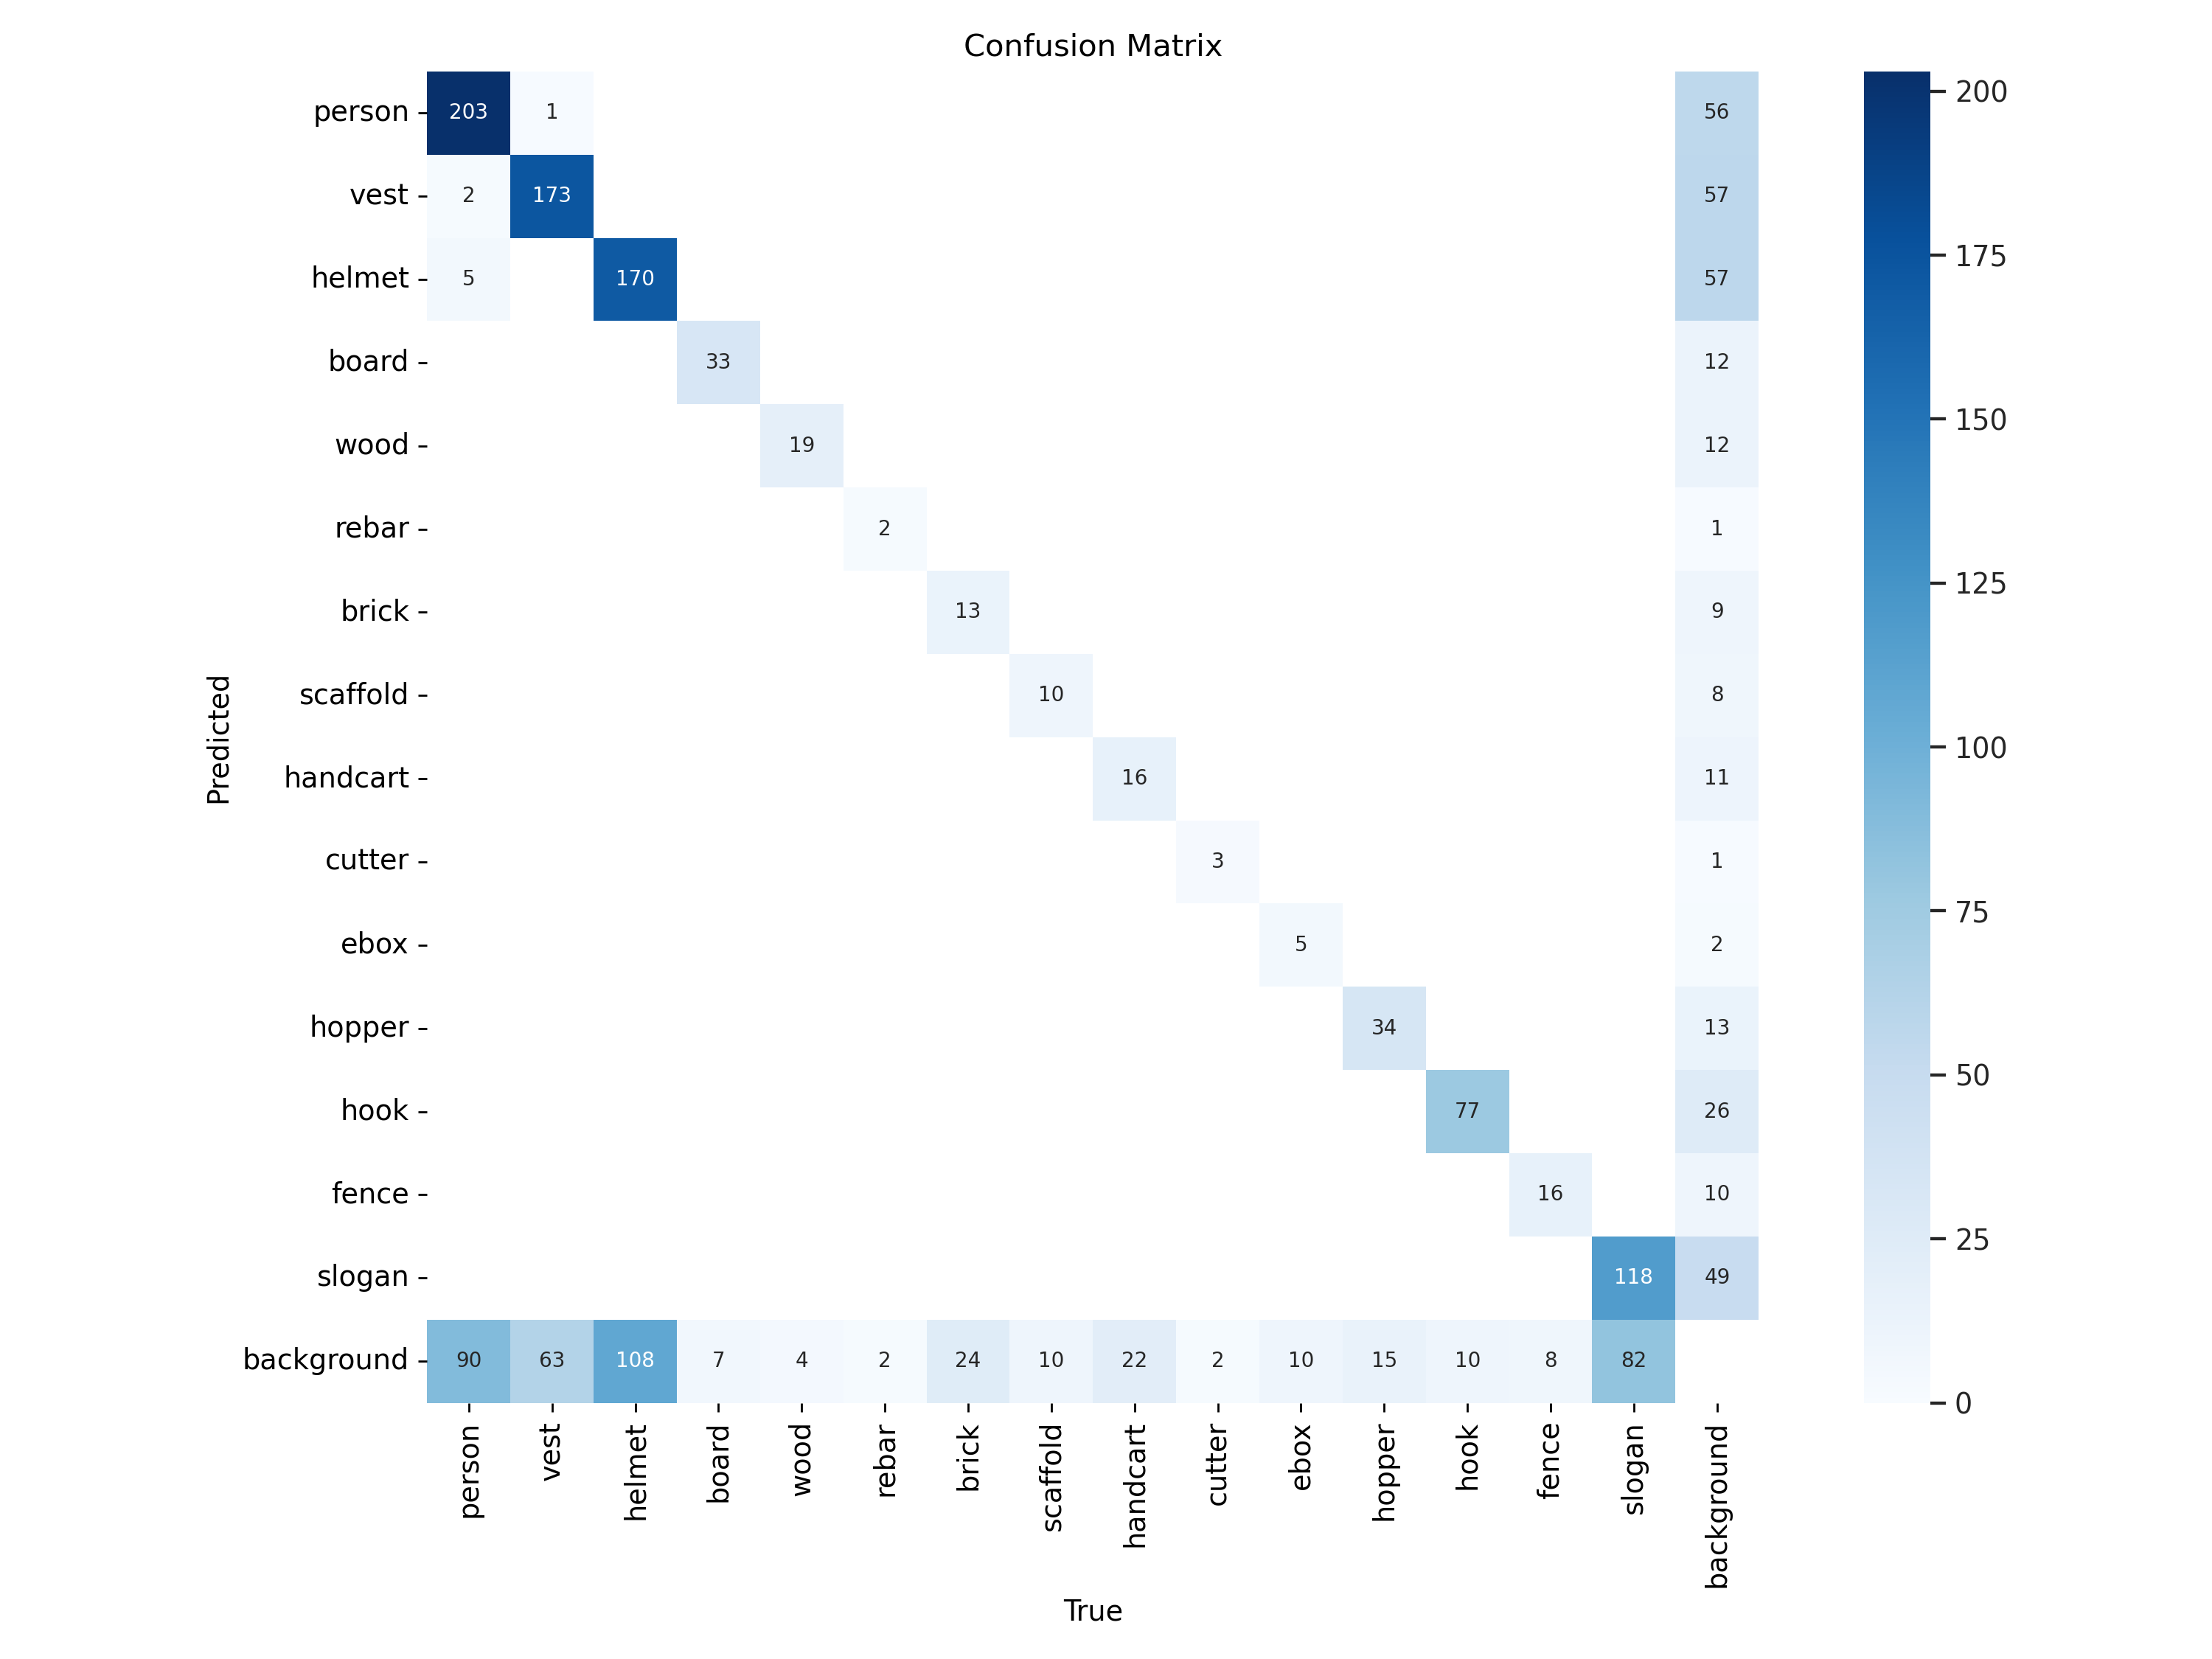 Confusion Matrix
person 203 1 56
vest 2 173 57
helmet 5 170 57
board 33 12
wood 19 12
rebar 2 1
brick 13 9
scaffold 10 8
handcart 16 11
cutter 3 1
ebox 5 2
hopper 34 13
hook 77 26
fence 16 10
slogan 118 49
background 90 63 108 7 4 2 24 10 22 2 10 15 10 8 82
person vest helmet board wood rebar brick scaffold handcart cutter ebox hopper hook fence slogan background
True
Predicted
200
175
150
125
100
75
50
25
0